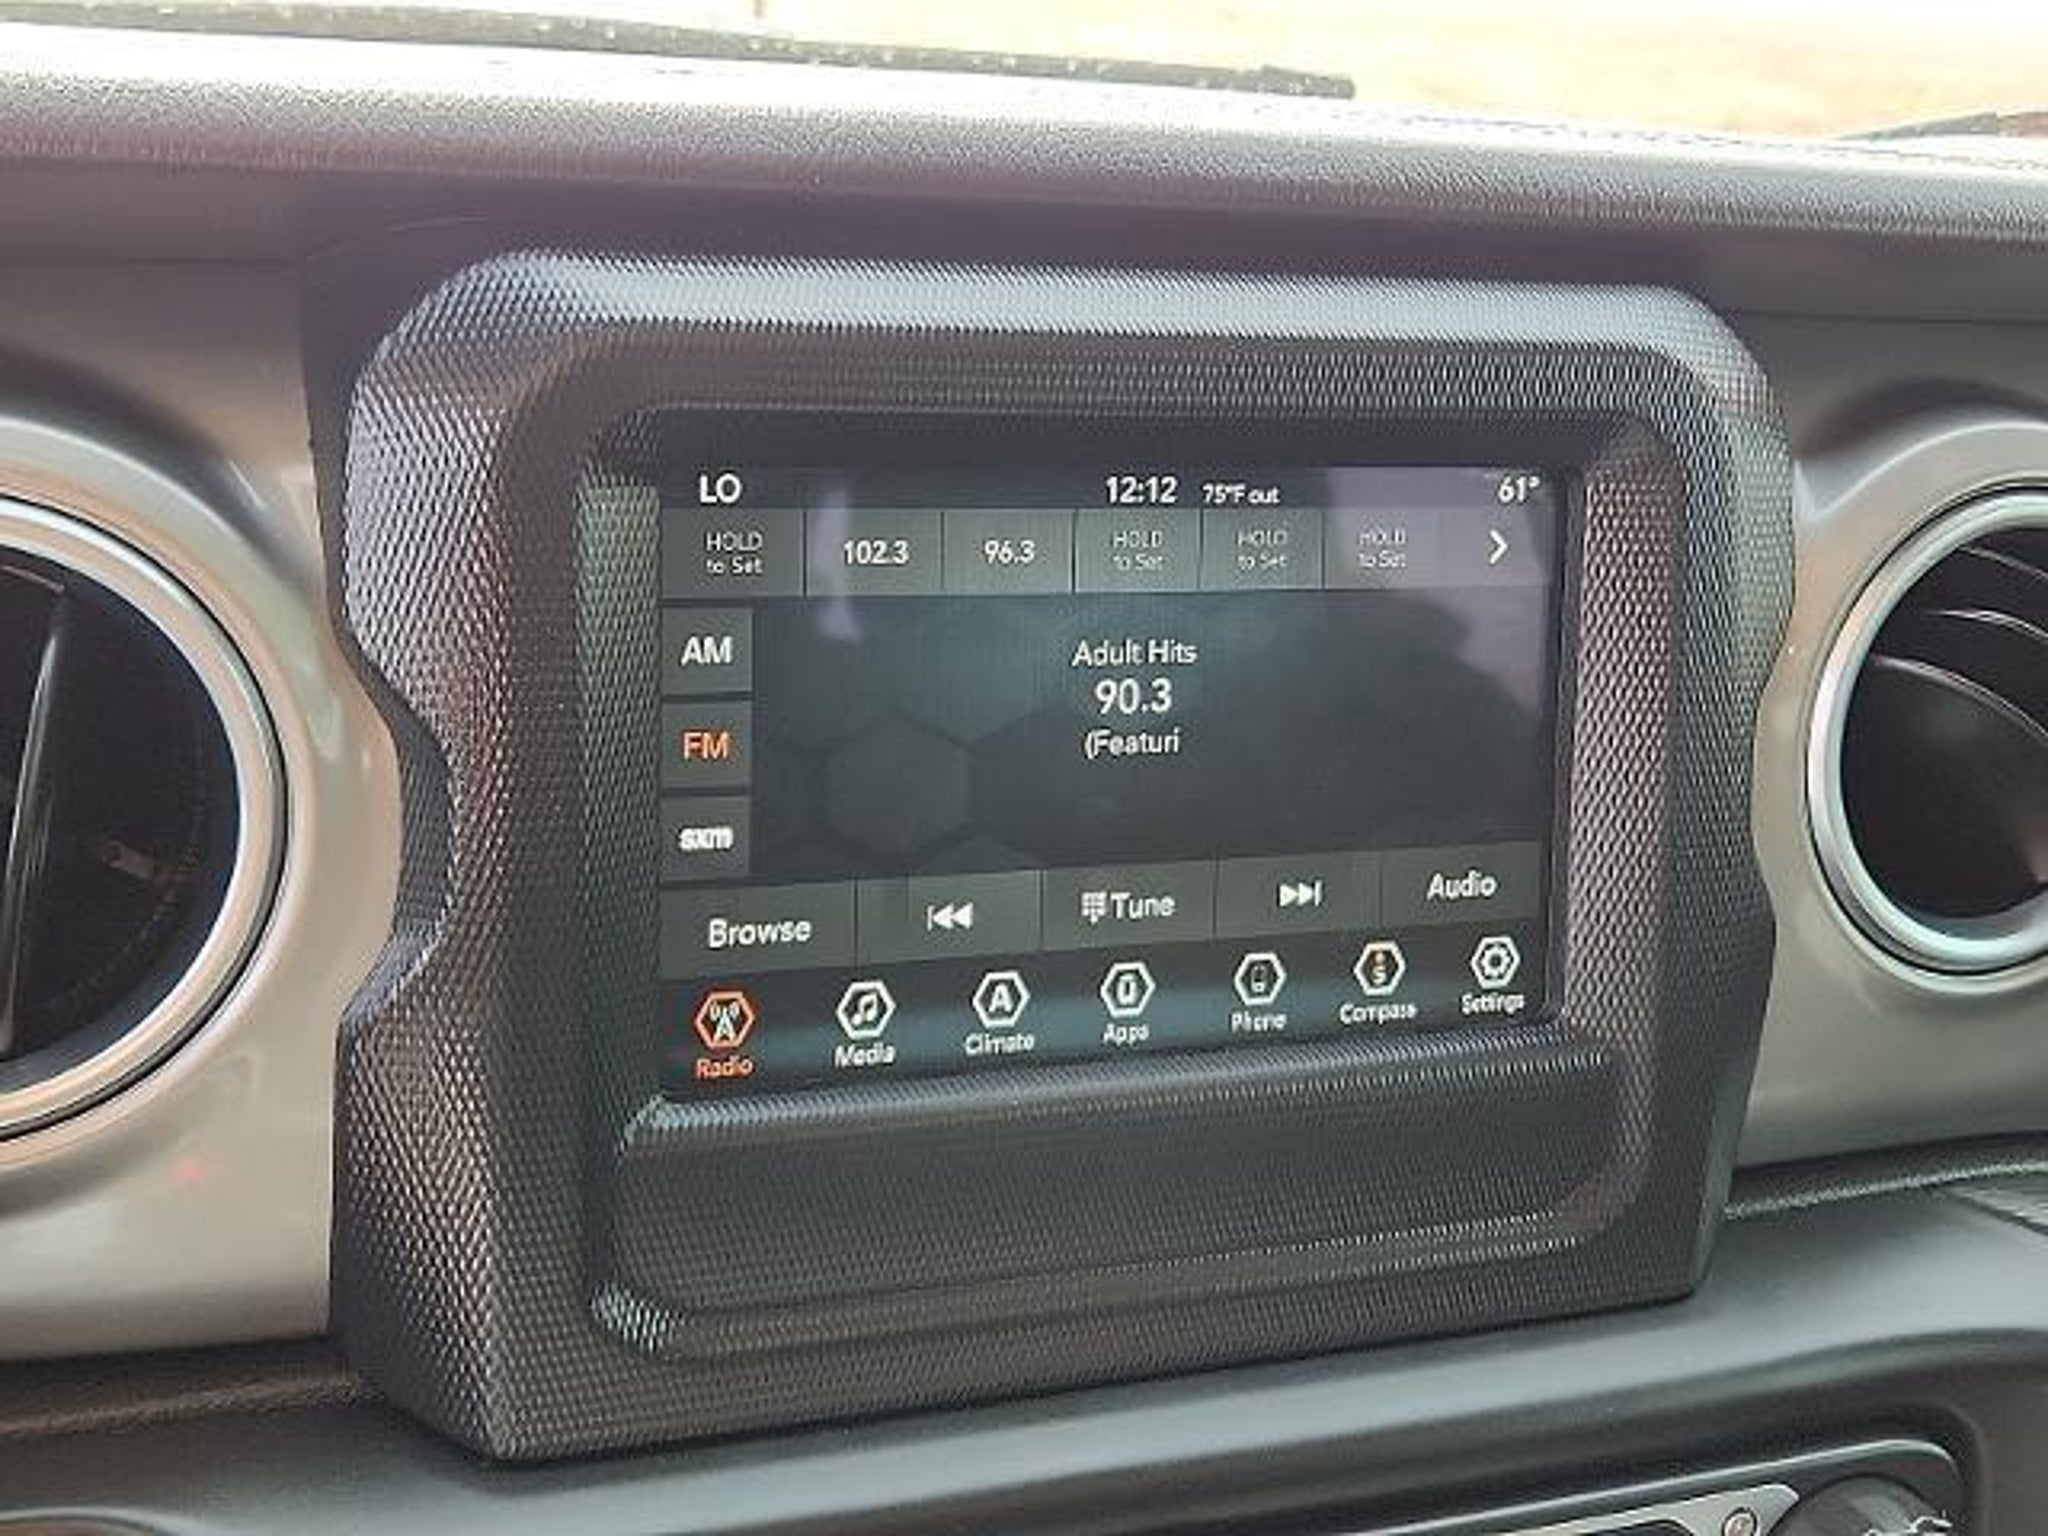 LO 12:12 75°F out 61°
HOLD to Set 102.3 96.3 HOLD to Set HOLD to Set HOLD to Set
AM
Adult Hits
90.3
FM
(Featuri
sxm
Browse Tune Audio
Radio Media Climate Apps Phone Compass Settings